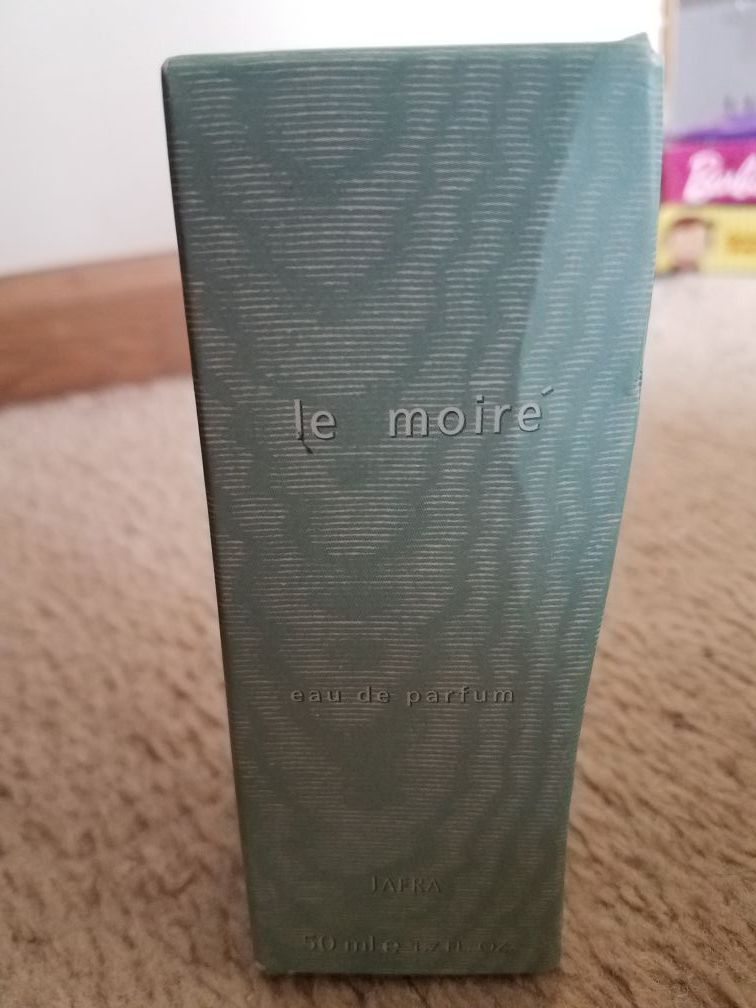 le moiré
eau de parfum
JAFRA
50 ml e 1.7 FL. OZ.